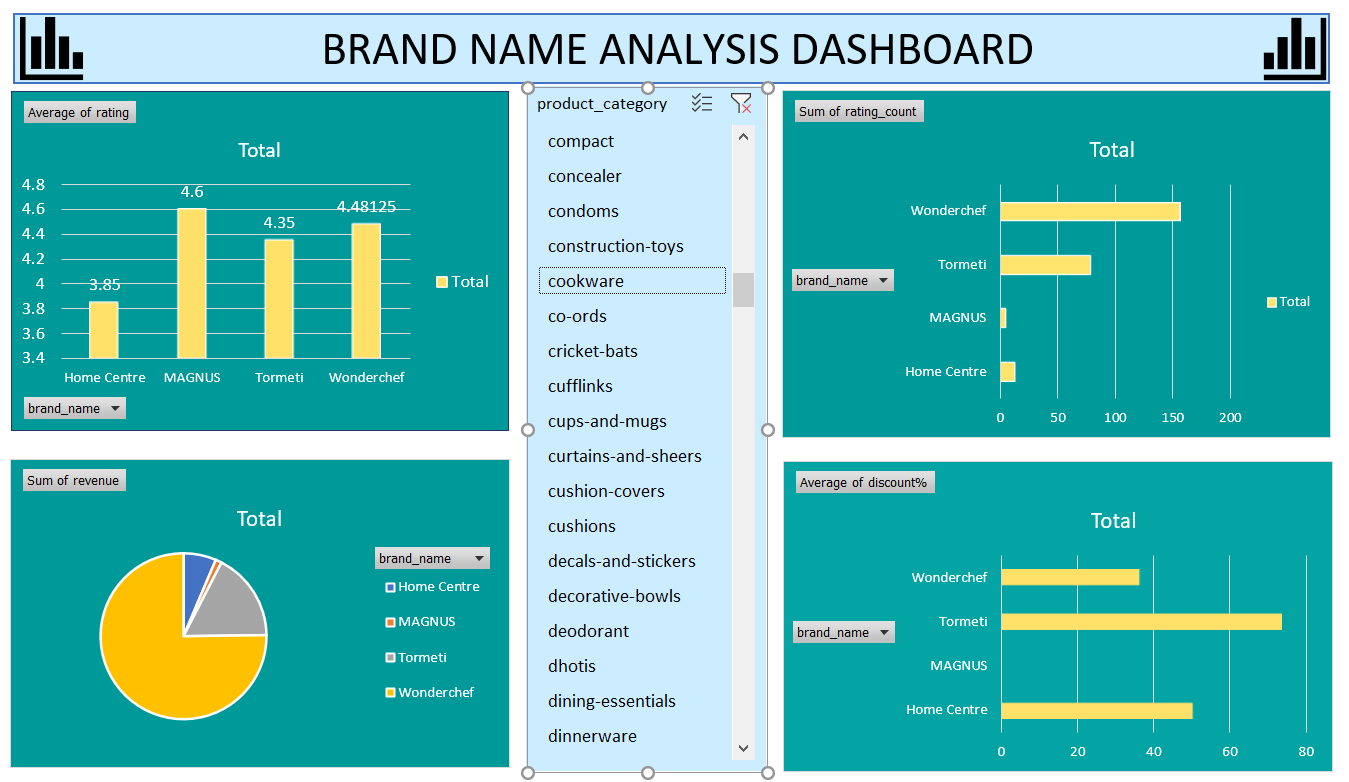 BRAND NAME ANALYSIS DASHBOARD
Average of rating
Total
4.8
4.6
4.4
4.2
4
3.8
3.6
3.4
3.85
4.6
4.35
4.48125
Home Centre MAGNUS Tormeti Wonderchef
Total
brand_name
product_category
compact
concealer
condoms
construction-toys
cookware
co-ords
cricket-bats
cufflinks
cups-and-mugs
curtains-and-sheers
cushion-covers
cushions
decals-and-stickers
decorative-bowls
deodorant
dhotis
dining-essentials
dinnerware
Sum of rating_count
Total
Wonderchef
Tormeti
MAGNUS
Home Centre
0 50 100 150 200
brand_name
Total
Sum of revenue
Total
brand_name
Home Centre
MAGNUS
Tormeti
Wonderchef
Average of discount%
Total
Wonderchef
Tormeti
MAGNUS
Home Centre
0 20 40 60 80
brand_name